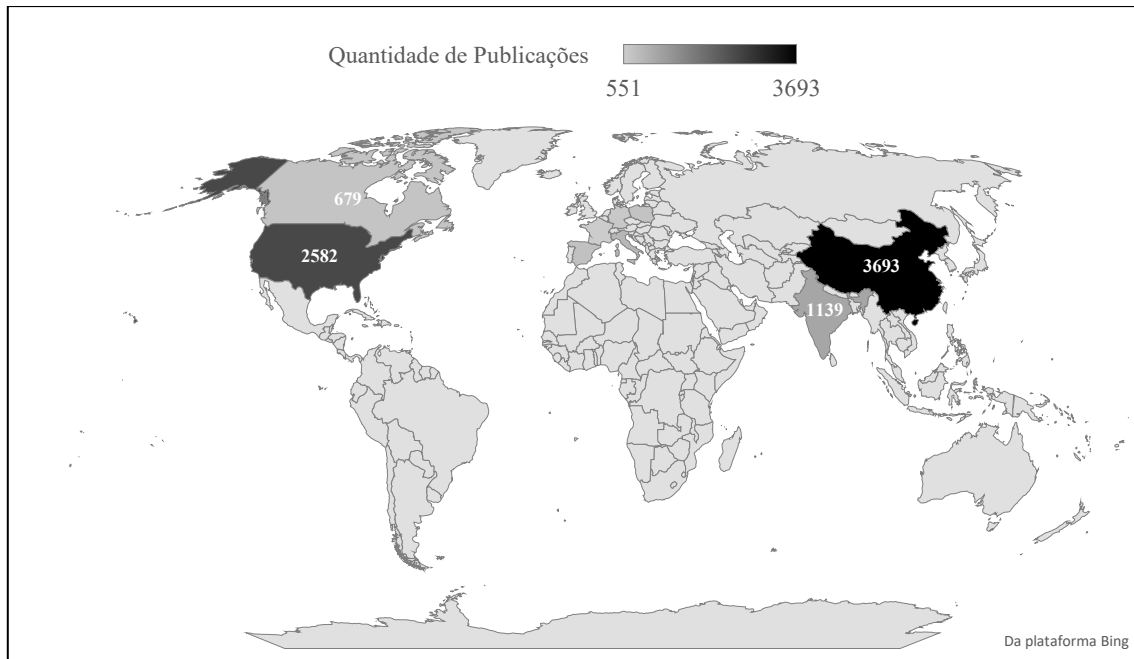 Quantidade de Publicações
551 3693
679
2582
3693
1139
Da plataforma Bing